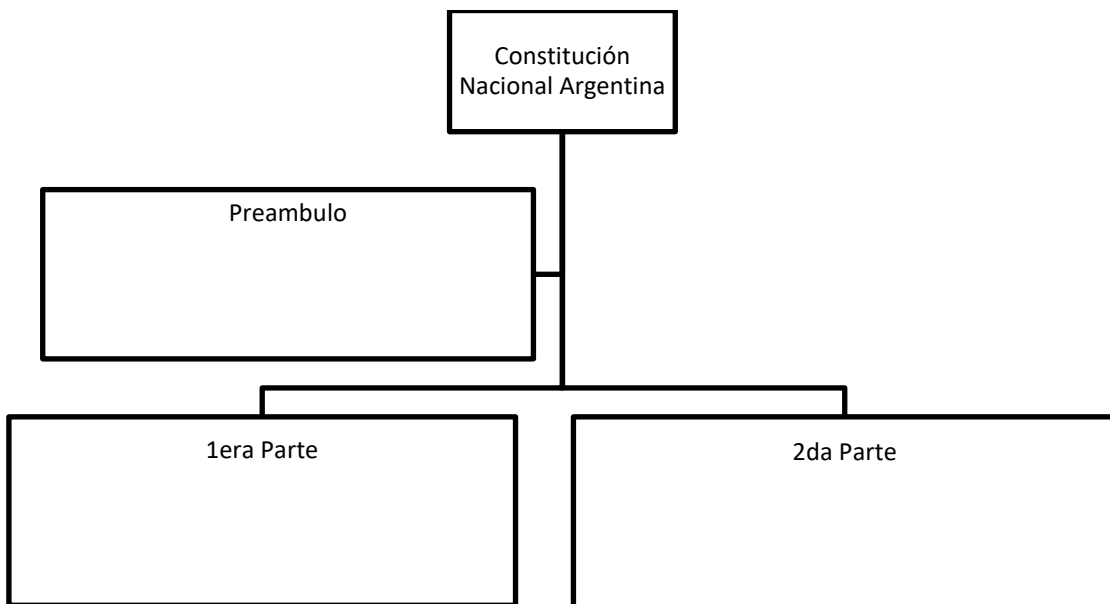 Constitución
Nacional Argentina
Preambulo
1era Parte
2da Parte